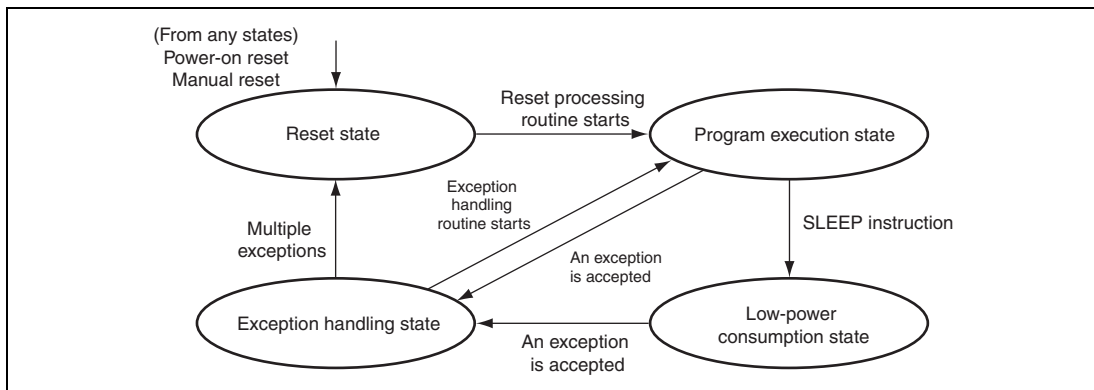 (From any states)
Power-on reset
Manual reset
Reset state
Reset processing
routine starts
Program execution state
Exception
handling
routine starts
Multiple
exceptions
An exception
is accepted
SLEEP instruction
Exception handling state
An exception
is accepted
Low-power
consumption state